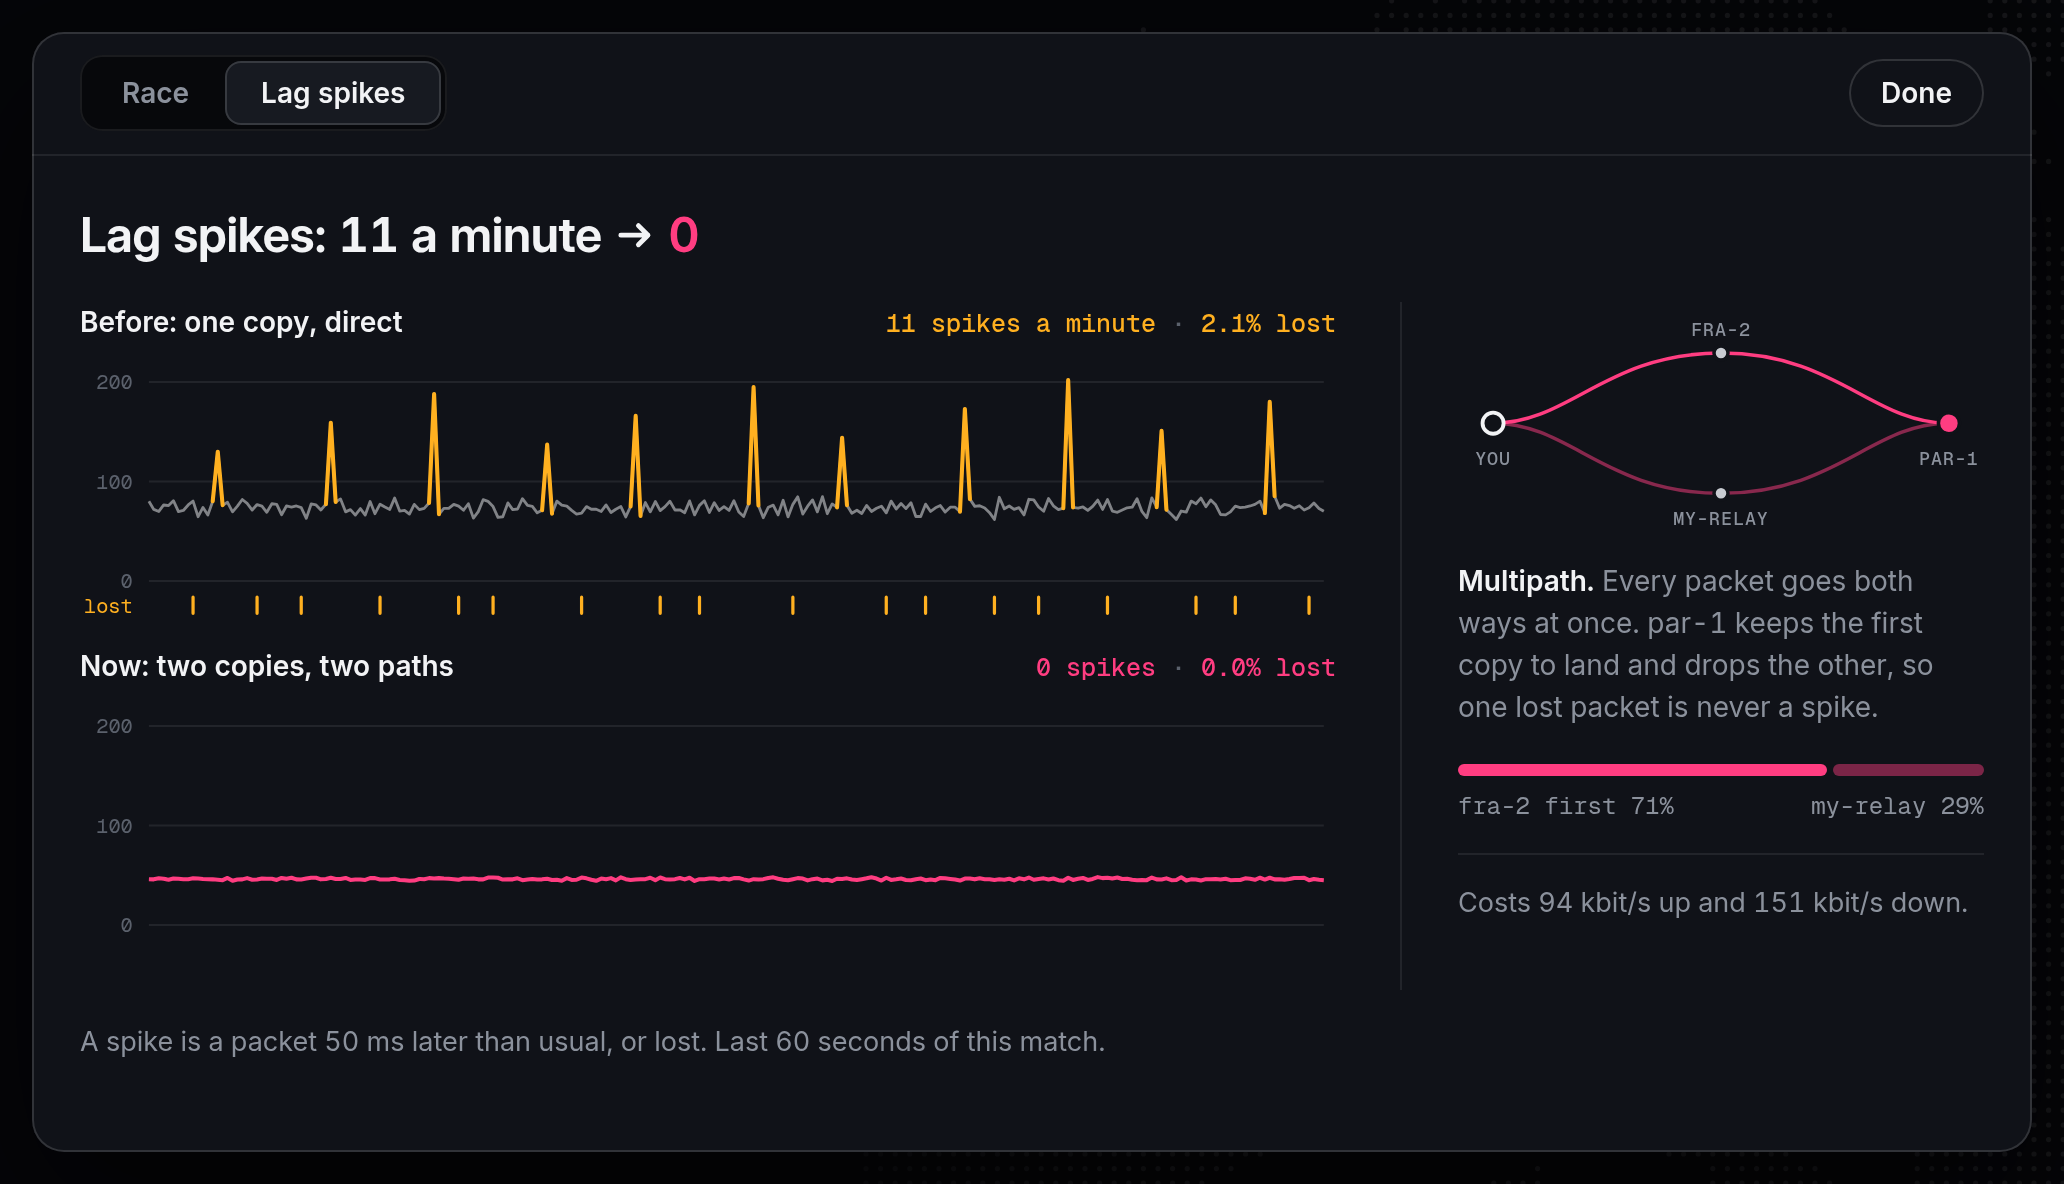 Race
Lag spikes
Done
Lag spikes: 11 a minute → 0
Before: one copy, direct
11 spikes a minute · 2.1% lost
200
100
0
lost
Now: two copies, two paths
0 spikes · 0.0% lost
200
100
0
A spike is a packet 50 ms later than usual, or lost. Last 60 seconds of this match.
FRA-2
YOU
PAR-1
MY-RELAY
Multipath. Every packet goes both
ways at once. par-1 keeps the first
copy to land and drops the other, so
one lost packet is never a spike.
fra-2 first 71%
my-relay 29%
Costs 94 kbit/s up and 151 kbit/s down.